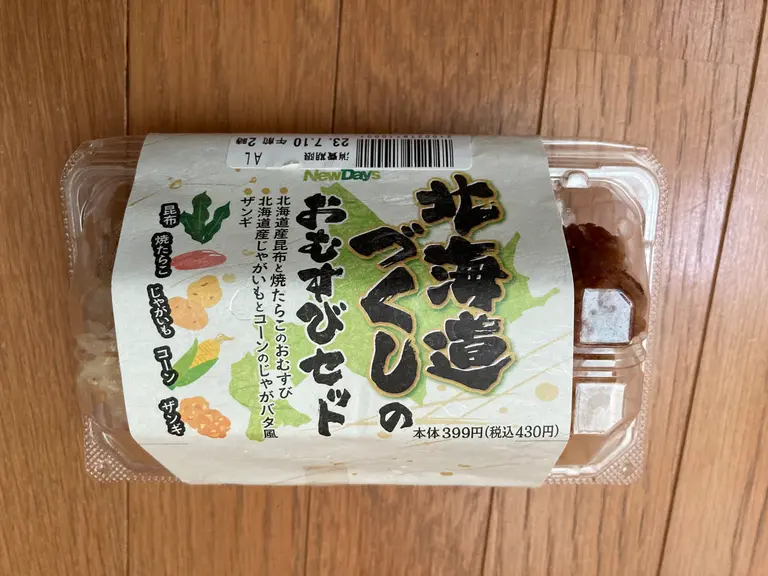 消費期限
23.7.10 午前 2時
AL
NewDays
北海道
づくしの
おむすびセット
●北海道産昆布と焼たらこのおむすび
●北海道産じゃがいもとコーンのじゃがバタ風
ザンギ
昆布
焼たらこ
じゃがいも
コーン
ザンギ
本体399円(税込430円)